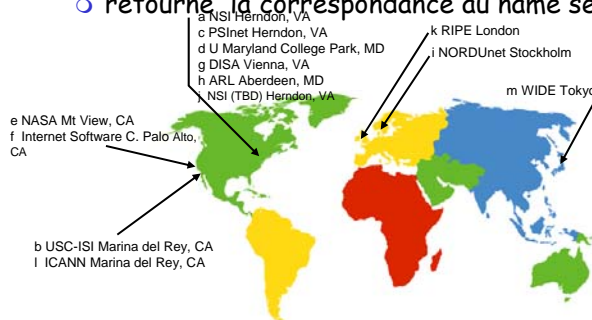 retourne la correspondance au name se
a NSI Herndon, VA
c PSInet Herndon, VA
d U Maryland College Park, MD
g DISA Vienna, VA
h ARL Aberdeen, MD
j NSI (TBD) Herndon, VA
k RIPE London
i NORDUnet Stockholm
m WIDE Tokyo
e NASA Mt View, CA
f Internet Software C. Palo Alto,
CA
b USC-ISI Marina del Rey, CA
l ICANN Marina del Rey, CA